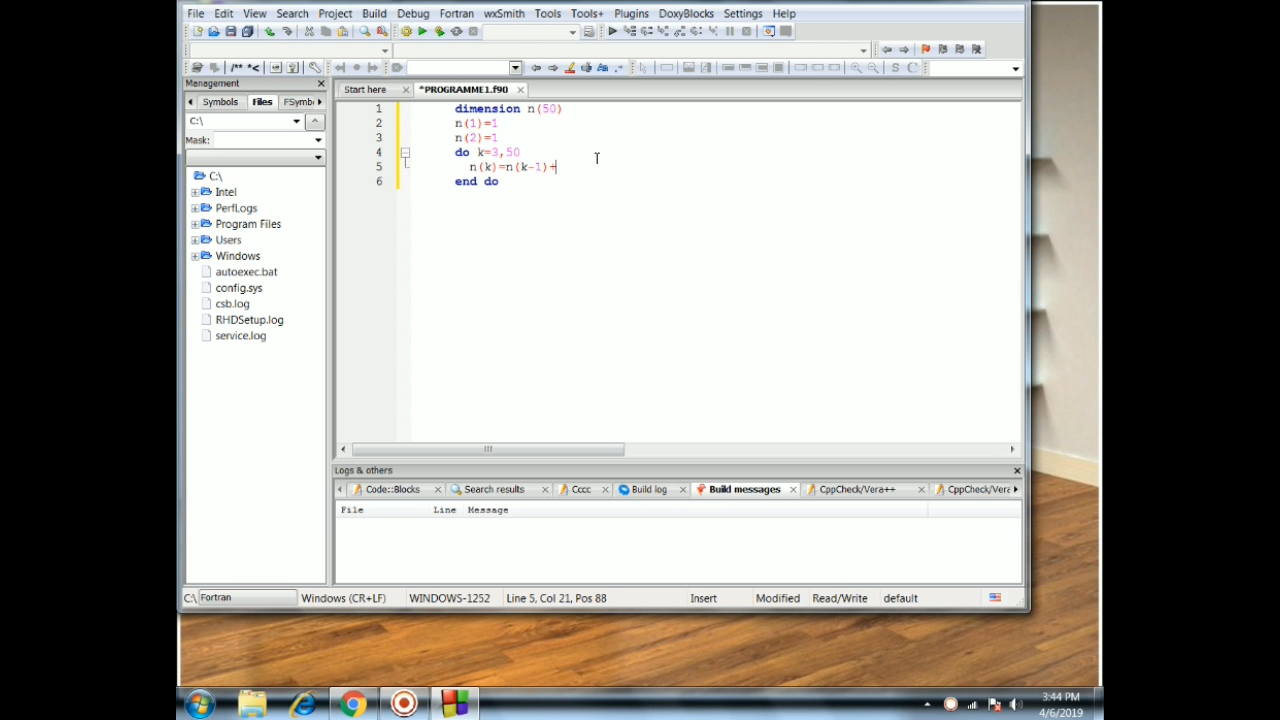 File Edit View Search Project Build Debug Fortran wxSmith Tools Tools+ Plugins DoxyBlocks Settings Help
/** *<
S C
Management
Start here *PROGRAMME1.f90
Symbols Files FSymbo
C:\
Mask:
C:\
Intel
PerfLogs
Program Files
Users
Windows
autoexec.bat
config.sys
csb.log
RHDSetup.log
service.log
1 dimension n(50)
2 n(1)=1
3 n(2)=1
4 do k=3,50
5 n(k)=n(k-1)+
6 end do
Logs & others
Code::Blocks Search results Cccc Build log Build messages CppCheck/Vera++ CppCheck/Vera
File Line Message
C:\ Fortran Windows (CR+LF) WINDOWS-1252 Line 5, Col 21, Pos 88 Insert Modified Read/Write default
3:44 PM
4/6/2019